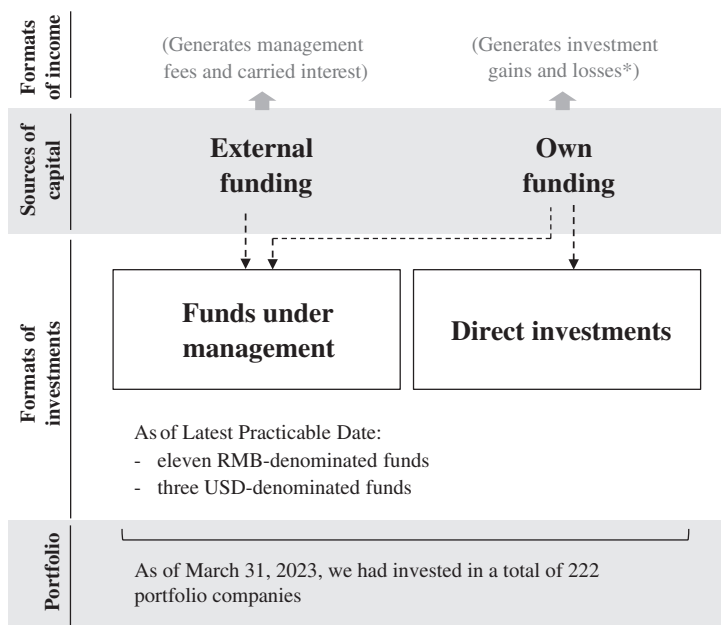 Formats
of income
(Generates management
fees and carried interest)
(Generates investment
gains and losses*)
Sources of
capital
External
funding
Own
funding
Formats of
investments
Funds under
management
Direct investments
As of Latest Practicable Date:
- eleven RMB-denominated funds
- three USD-denominated funds
Portfolio
As of March 31, 2023, we had invested in a total of 222
portfolio companies